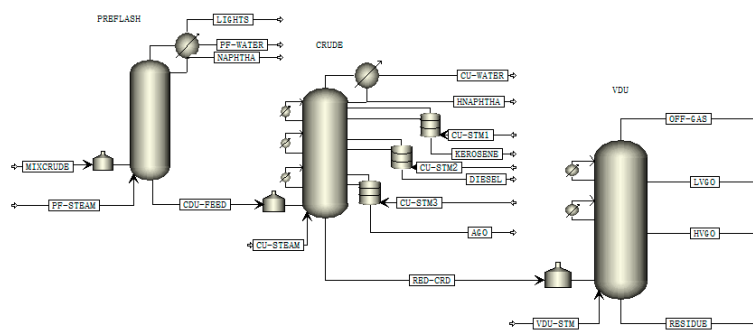 PREFLASH
LIGHTS
PF-WATER
NAPHTHA
MIXCRUDE
PF-STEAM
CDU-FEED
CRUDE
CU-WATER
HNAPHTHA
CU-STM1
KEROSENE
CU-STM2
DIESEL
CU-STM3
AGO
CU-STEAM
RED-CRD
VDU
OFF-GAS
LVGO
HVGO
VDU-STM
RESIDUE